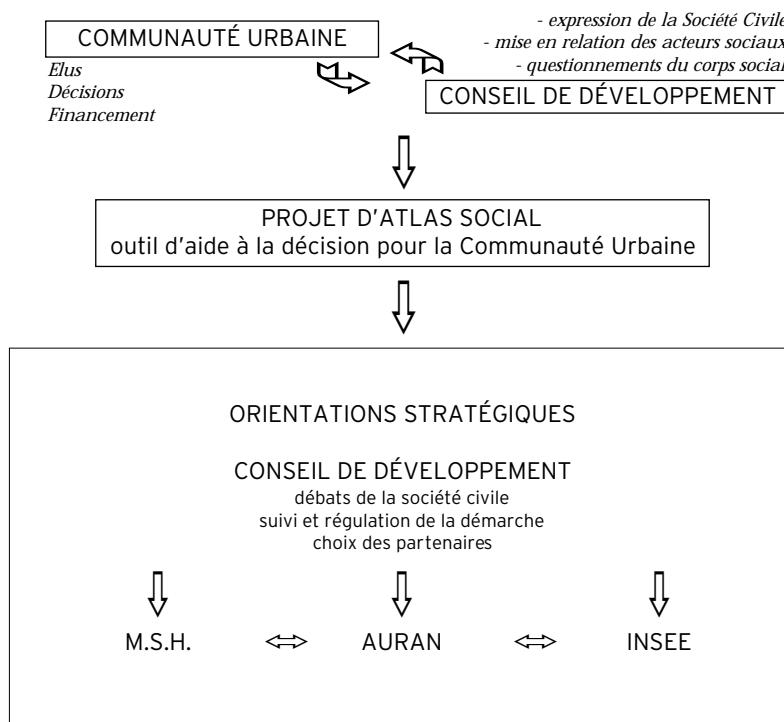 COMMUNAUTÉ URBAINE
Elus
Décisions
Financement
- expression de la Société Civile
- mise en relation des acteurs sociaux
- questionnements du corps social
CONSEIL DE DÉVELOPPEMENT
PROJET D'ATLAS SOCIAL
outil d'aide à la décision pour la Communauté Urbaine
ORIENTATIONS STRATÉGIQUES
CONSEIL DE DÉVELOPPEMENT
débats de la société civile
suivi et régulation de la démarche
choix des partenaires
M.S.H. AURAN INSEE